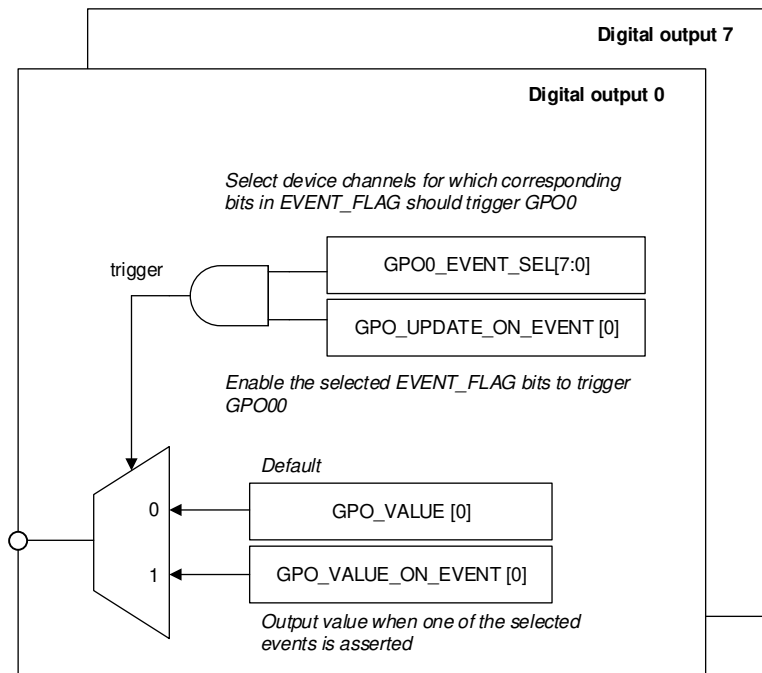 Digital output 7
Digital output 0
Select device channels for which corresponding
bits in EVENT_FLAG should trigger GPO0
trigger
GPO0_EVENT_SEL[7:0]
GPO_UPDATE_ON_EVENT [0]
Enable the selected EVENT_FLAG bits to trigger
GPO00
Default
0
GPO_VALUE [0]
1
GPO_VALUE_ON_EVENT [0]
Output value when one of the selected
events is asserted